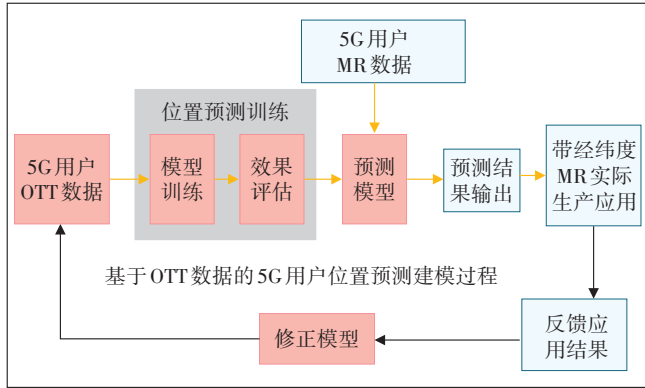 5G用户
MR数据
位置预测训练
5G用户
OTT数据
模型
训练
效果
评估
预测
模型
预测结
果输出
带经纬度
MR实际
生产应用
基于OTT数据的5G用户位置预测建模过程
修正模型
反馈应
用结果